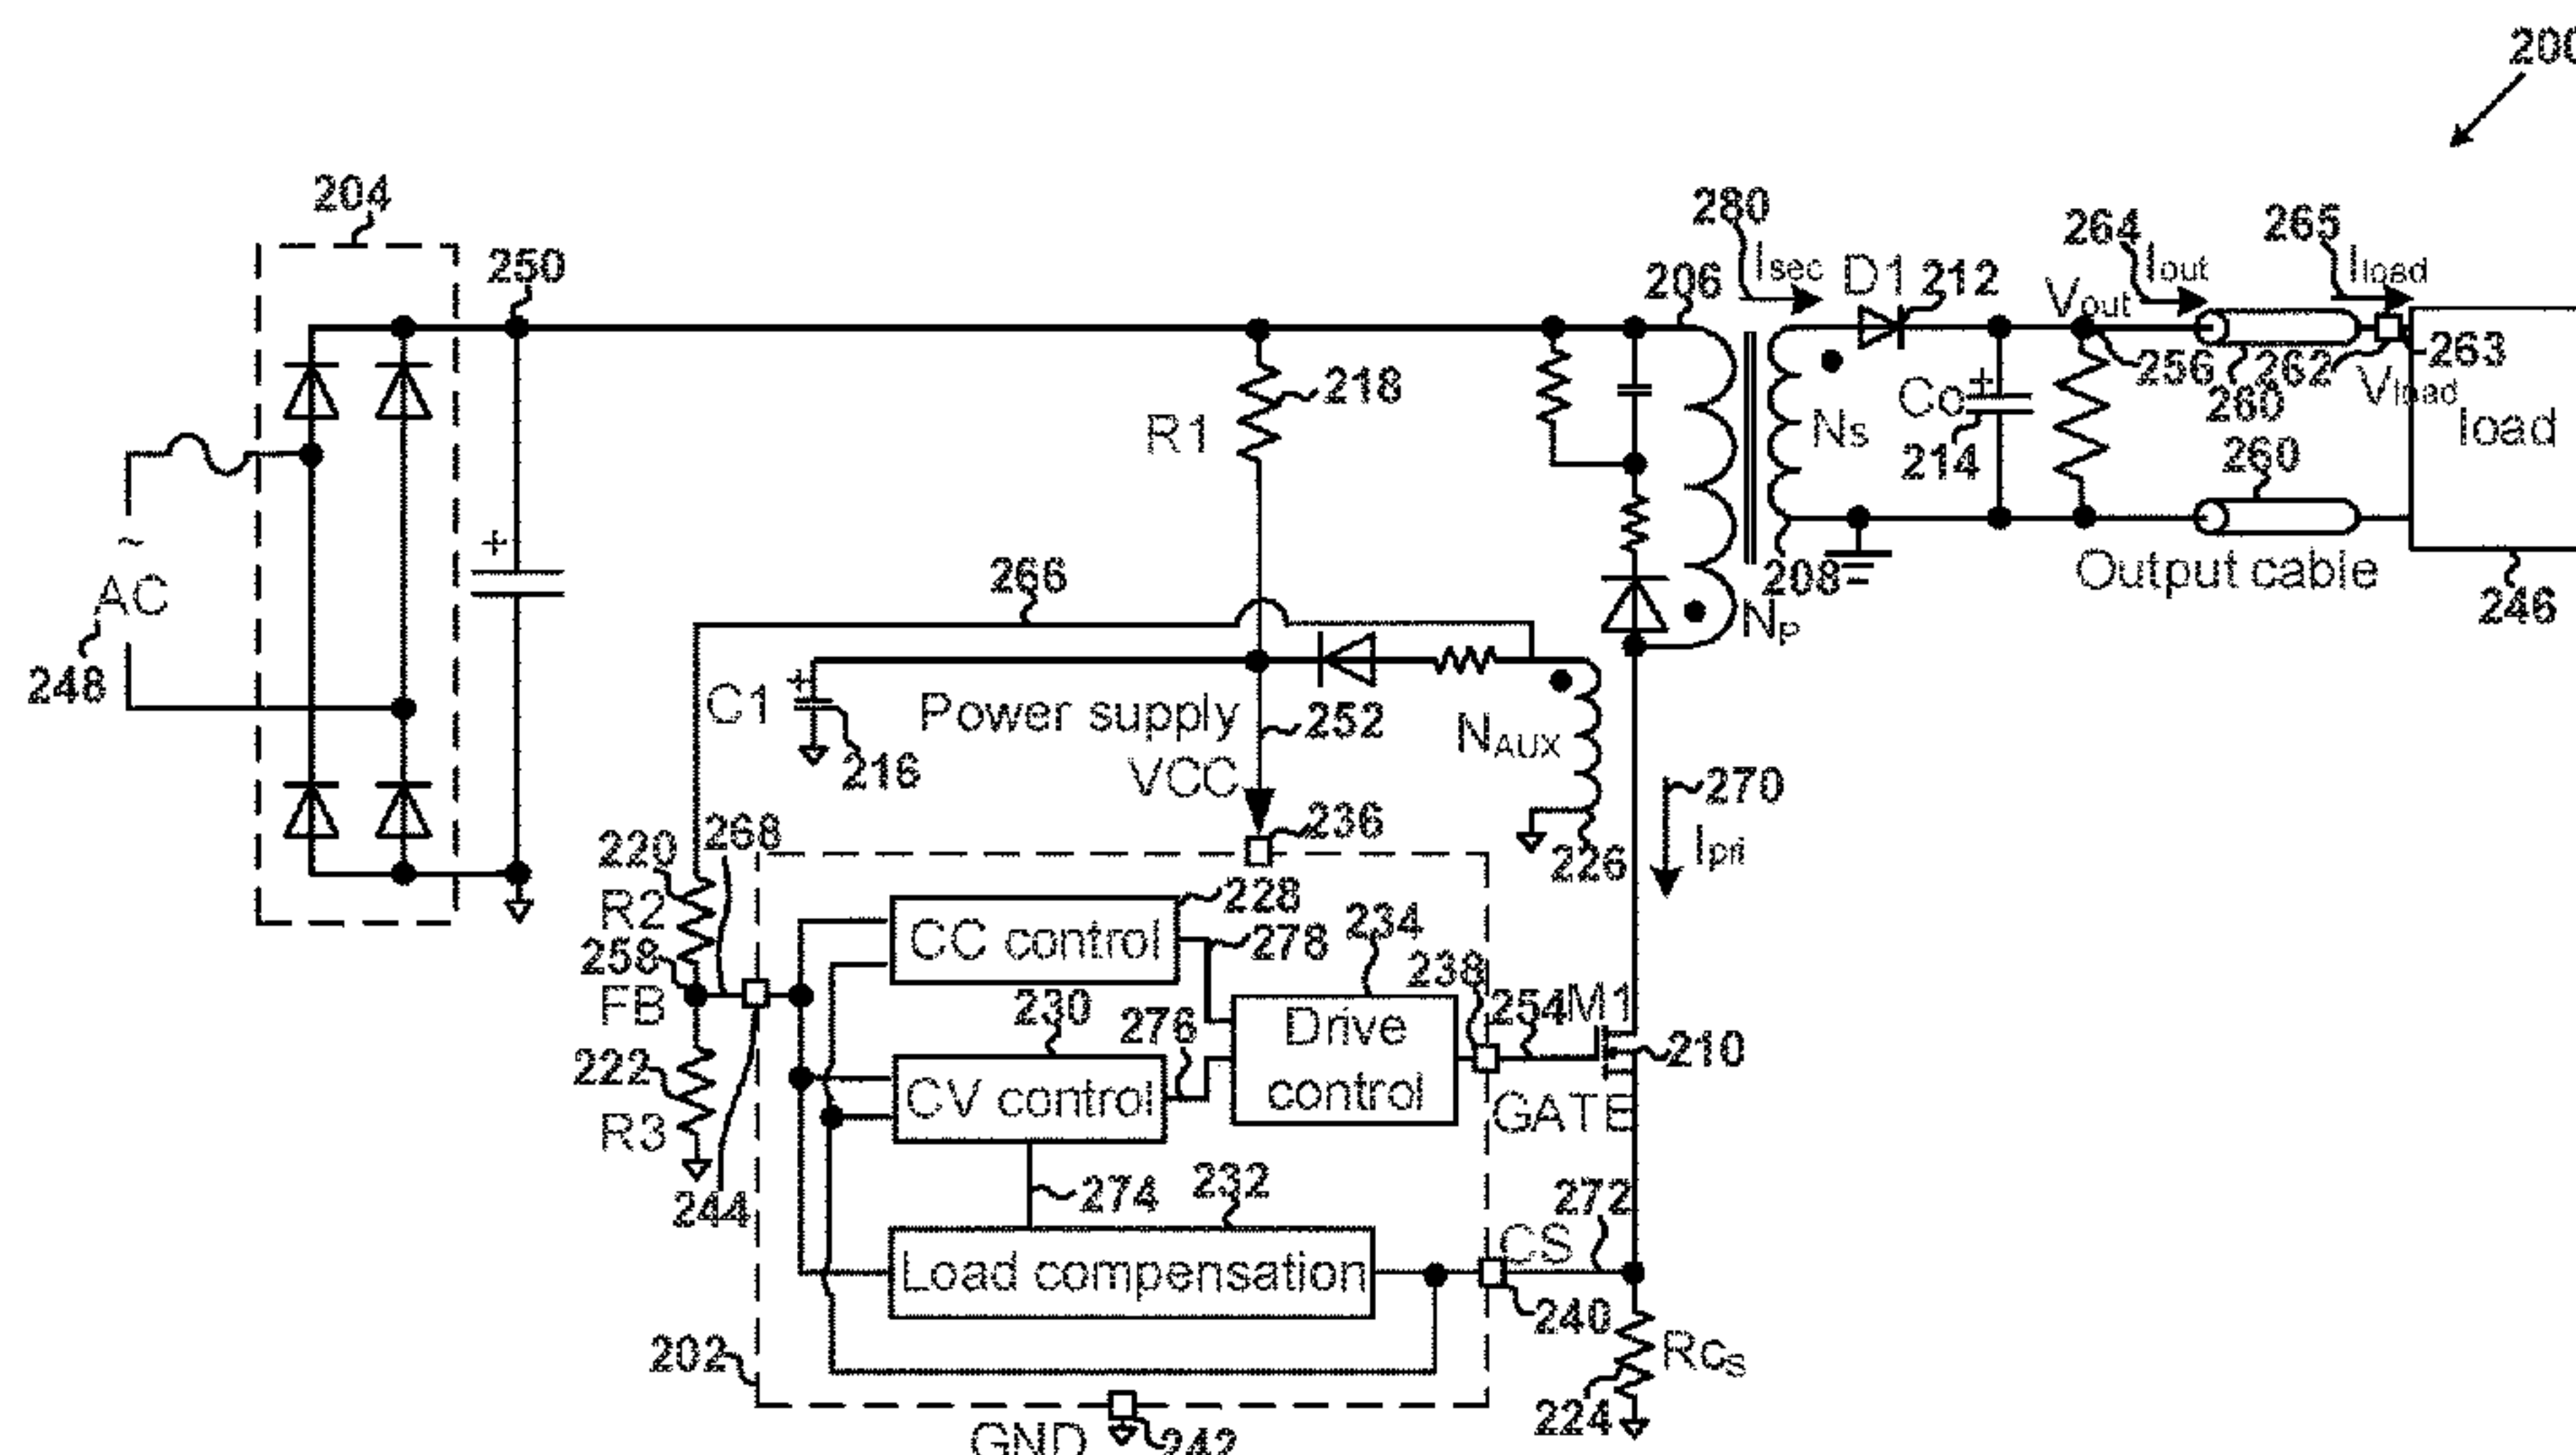 200
204
250
280
Isec
D1
212
206
264
Iout
265
Iload
Vout
256
262
263
Vload
260
load
218
R1
Co
+
214
Ns
260
Output cable
246
208
NP
+
~
AC
248
266
C1
+
216
Power supply
VCC
252
NAUX
226
270
Ipri
236
220
R2
268
258
FB
222
R3
244
228
CC control
278
234
238
230
CV control
276
Drive
control
254
M1
210
GATE
274
232
Load compensation
CS
272
240
RCS
224
202
GND
242